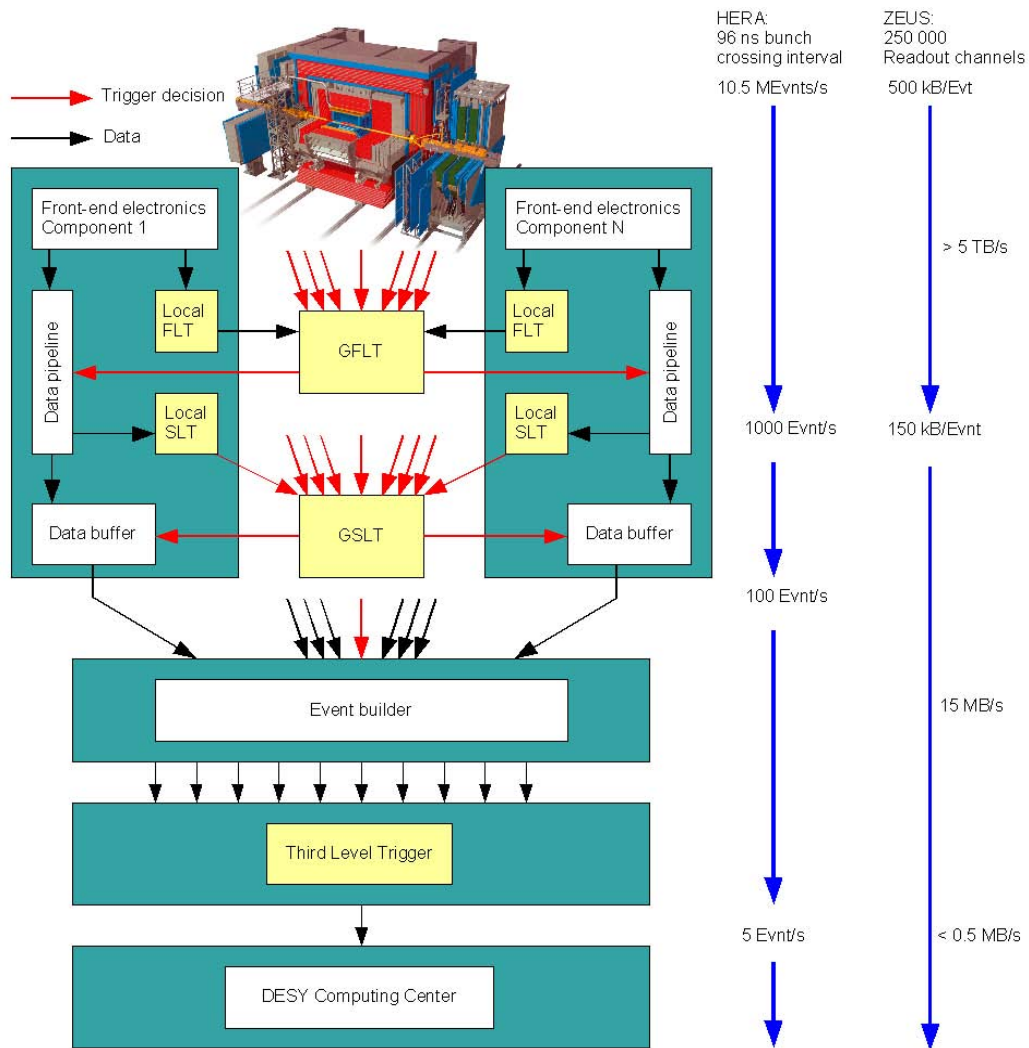 HERA:
96 ns bunch
crossing interval
10.5 MEvnts/s
ZEUS:
250 000
Readout channels
500 kB/Evt
Trigger decision
Data
Front-end electronics
Component 1
Front-end electronics
Component N
> 5 TB/s
Local
FLT
GFLT
Local
FLT
Data pipeline
Data pipeline
Local
SLT
Local
SLT
1000 Evnt/s
150 kB/Evnt
Data buffer
GSLT
Data buffer
100 Evnt/s
Event builder
15 MB/s
Third Level Trigger
5 Evnt/s
< 0.5 MB/s
DESY Computing Center